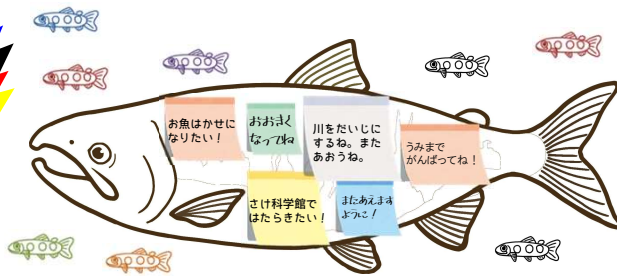 お魚はかせに
なりたい！
おおきく
なってね
川をだいじに
するね。また
あおうね。
うみまで
がんばってね！
さけ科学館で
はたらきたい！
またあえます
ように！